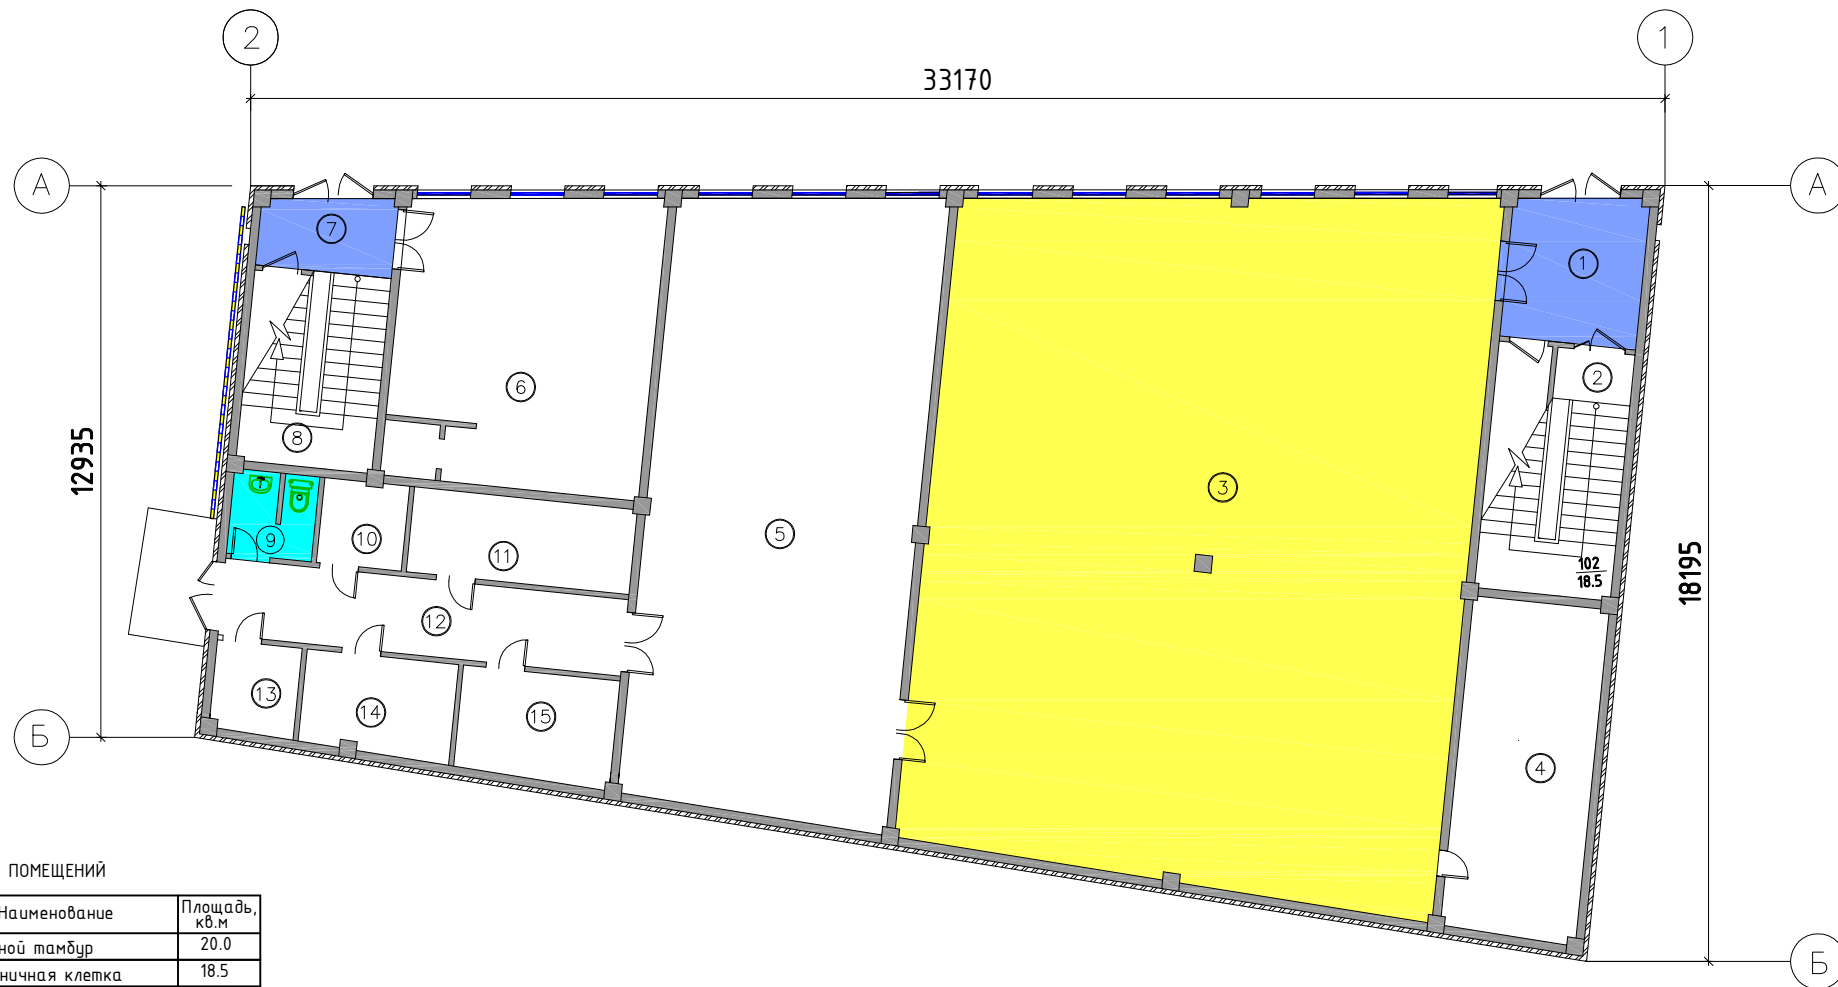 2
1
33170
А
А
7
1
2
6
8
12935
3
5
9
10
11
102
18.5
18195
12
13
14
15
Б
4
ПОМЕЩЕНИЙ
Наименование
Площадь,
кв.м
ной тамбур
20.0
ничная клетка
18.5
Б